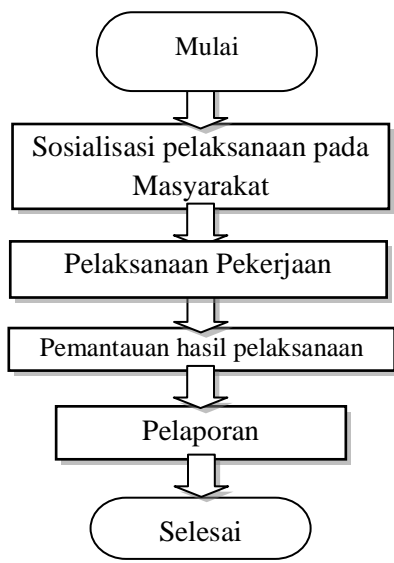 Mulai
Sosialisasi pelaksanaan pada
Masyarakat
Pelaksanaan Pekerjaan
Pemantauan hasil pelaksanaan
Pelaporan
Selesai